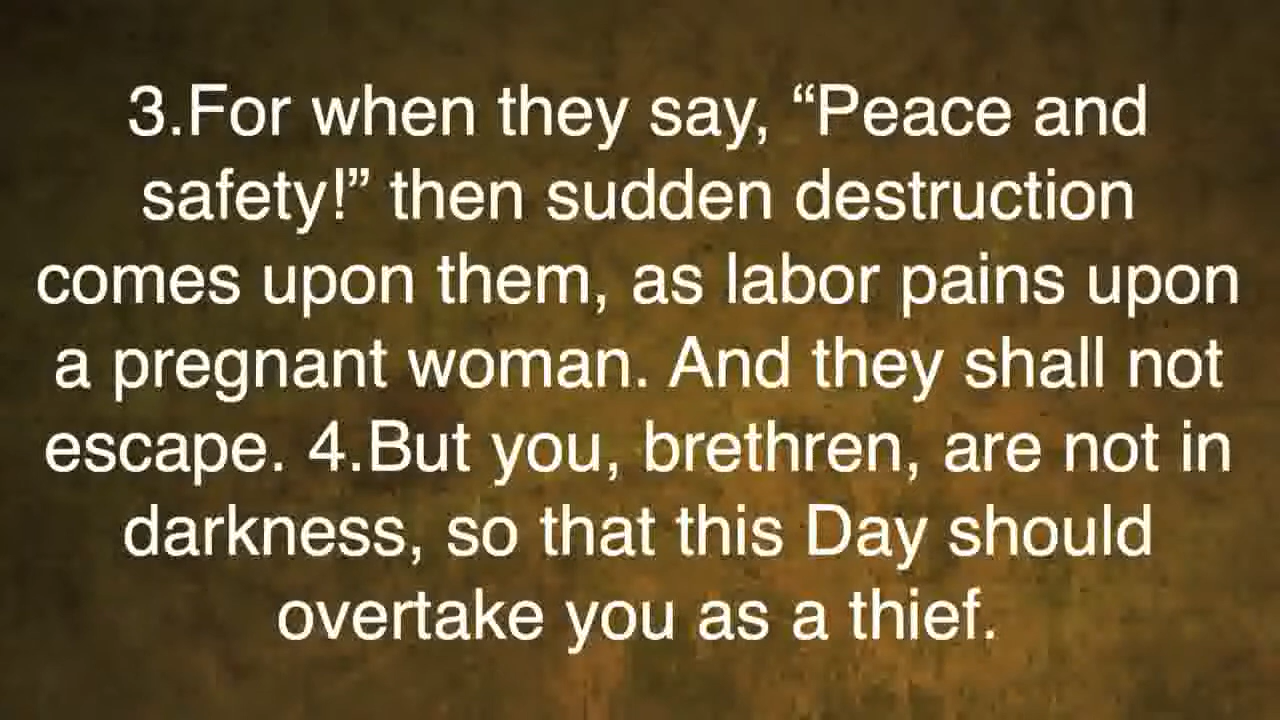 3.For when they say, “Peace and
safety!” then sudden destruction
comes upon them, as labor pains upon
a pregnant woman. And they shall not
escape. 4.But you, brethren, are not in
darkness, so that this Day should
overtake you as a thief.